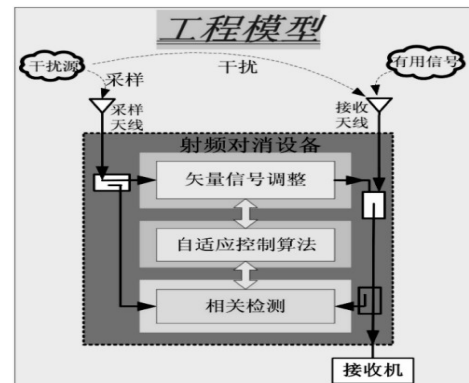 工程模型
干扰源
有用信号
采样
干扰
采样
天线
接收
天线
射频对消设备
矢量信号调整
自适应控制算法
相关检测
接收机